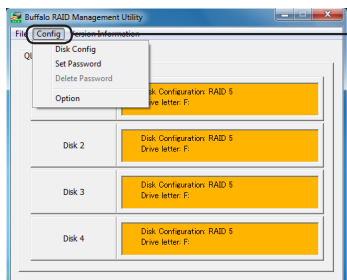 Buffalo RAID Management Utility
File Config Version Information
Disk Config
Set Password
Delete Password
Option
Disk Configuration: RAID 5
Drive letter: F:
Disk 2
Disk Configuration: RAID 5
Drive letter: F:
Disk 3
Disk Configuration: RAID 5
Drive letter: F:
Disk 4
Disk Configuration: RAID 5
Drive letter: F: